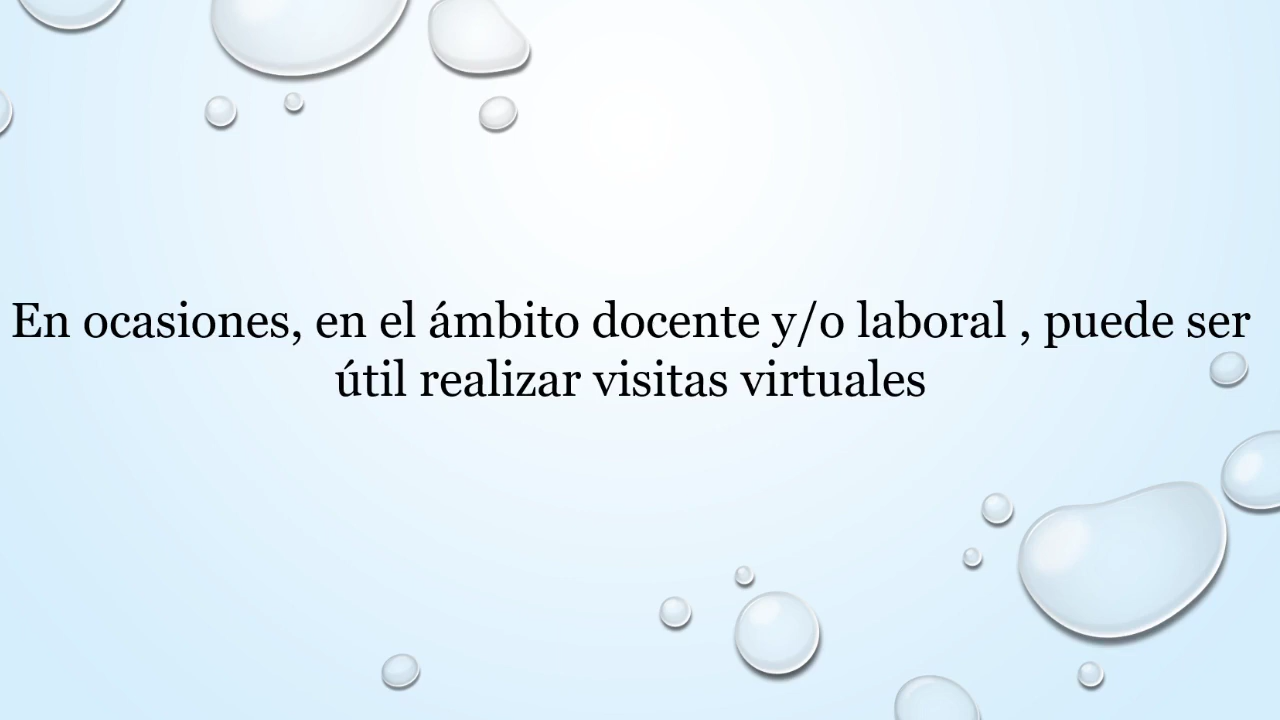 En ocasiones, en el ámbito docente y/o laboral , puede ser
útil realizar visitas virtuales